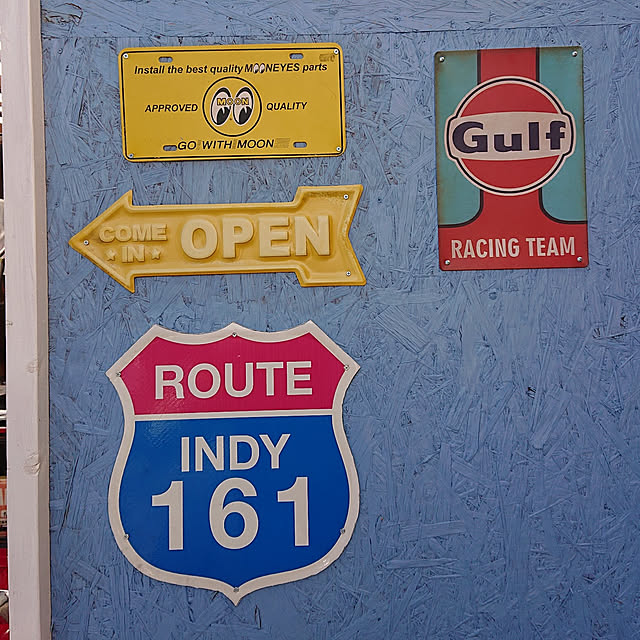 Install the best quality MOONEYES parts
APPROVED
MOON
QUALITY
GO WITH MOON
COME
IN
OPEN
Gulf
RACING TEAM
ROUTE
INDY
161